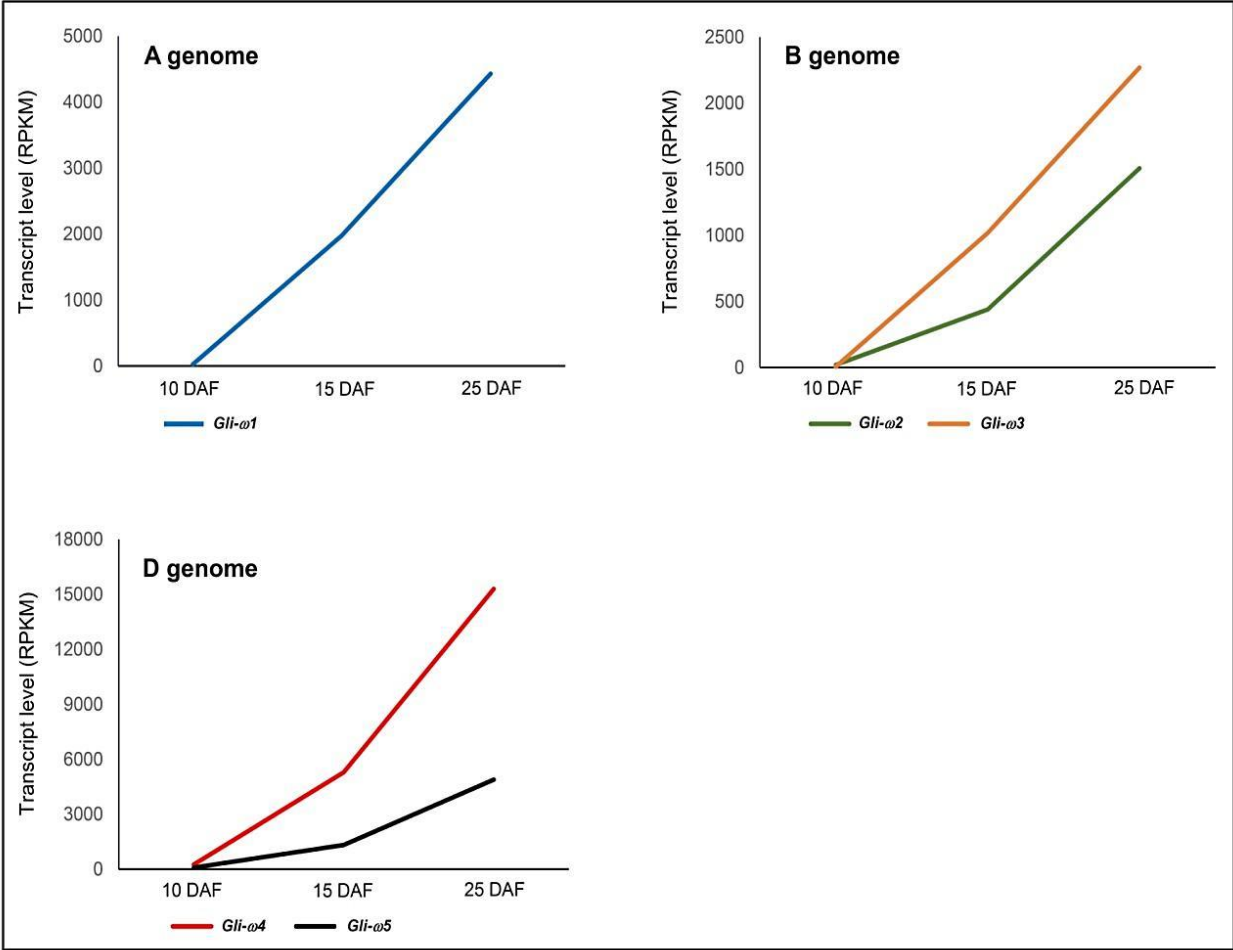 A genome
Transcript level (RPKM)
5000
4000
3000
2000
1000
0
10 DAF 15 DAF 25 DAF
Gli-ω1
B genome
Transcript level (RPKM)
2500
2000
1500
1000
500
0
10 DAF 15 DAF 25 DAF
Gli-ω2 Gli-ω3
D genome
Transcript level (RPKM)
18000
15000
12000
9000
6000
3000
0
10 DAF 15 DAF 25 DAF
Gli-ω4 Gli-ω5